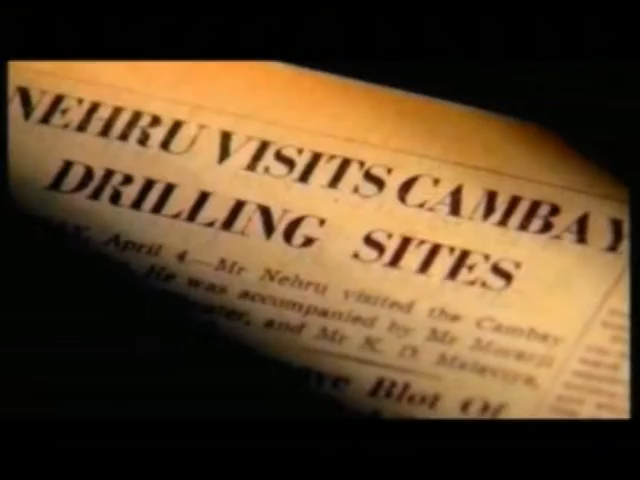 NEHRU VISITS CAMBAY
DRILLING SITES
April 4—Mr Nehru visited the Cambay
He was accompanied by Mr Morarji
and Mr K. D. Malaviya,
Blot Of